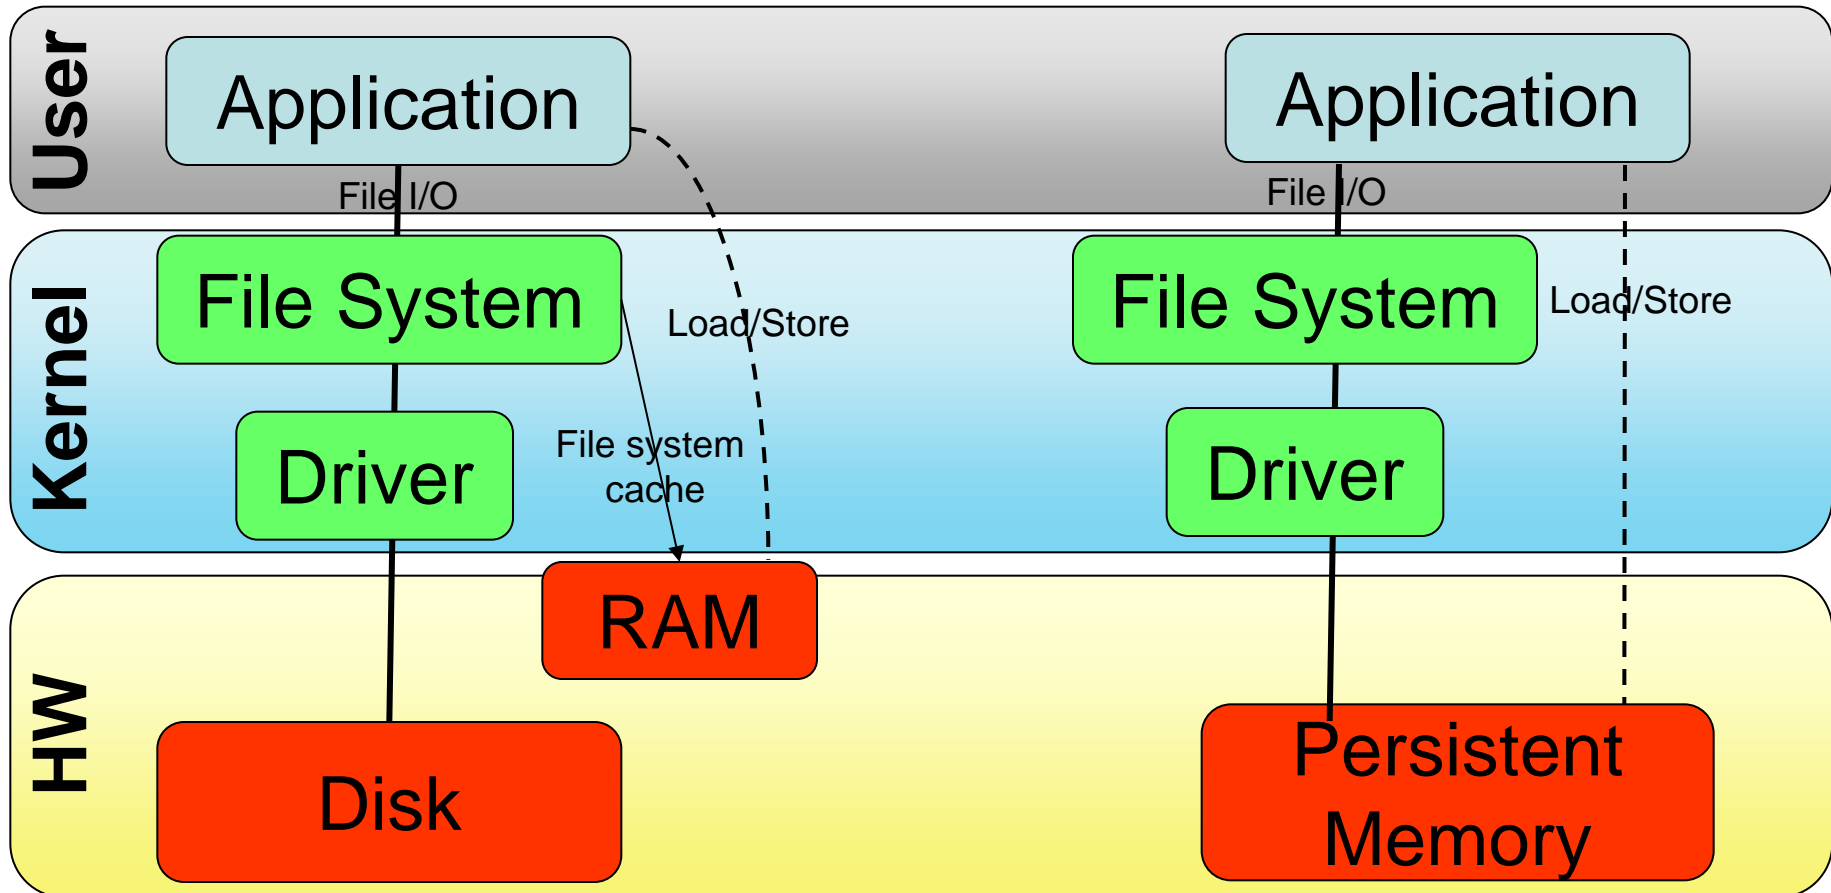 User
Application
Application
File I/O
File I/O
Kernel
File System
Load/Store
File System
Load/Store
Driver
File system
cache
Driver
HW
RAM
Disk
Persistent
Memory